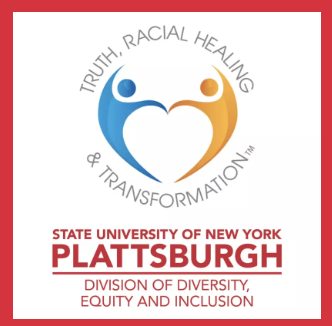 TRUTH, RACIAL HEALING
& TRANSFORMATION™
STATE UNIVERSITY OF NEW YORK
PLATTSBURGH
DIVISION OF DIVERSITY,
EQUITY AND INCLUSION